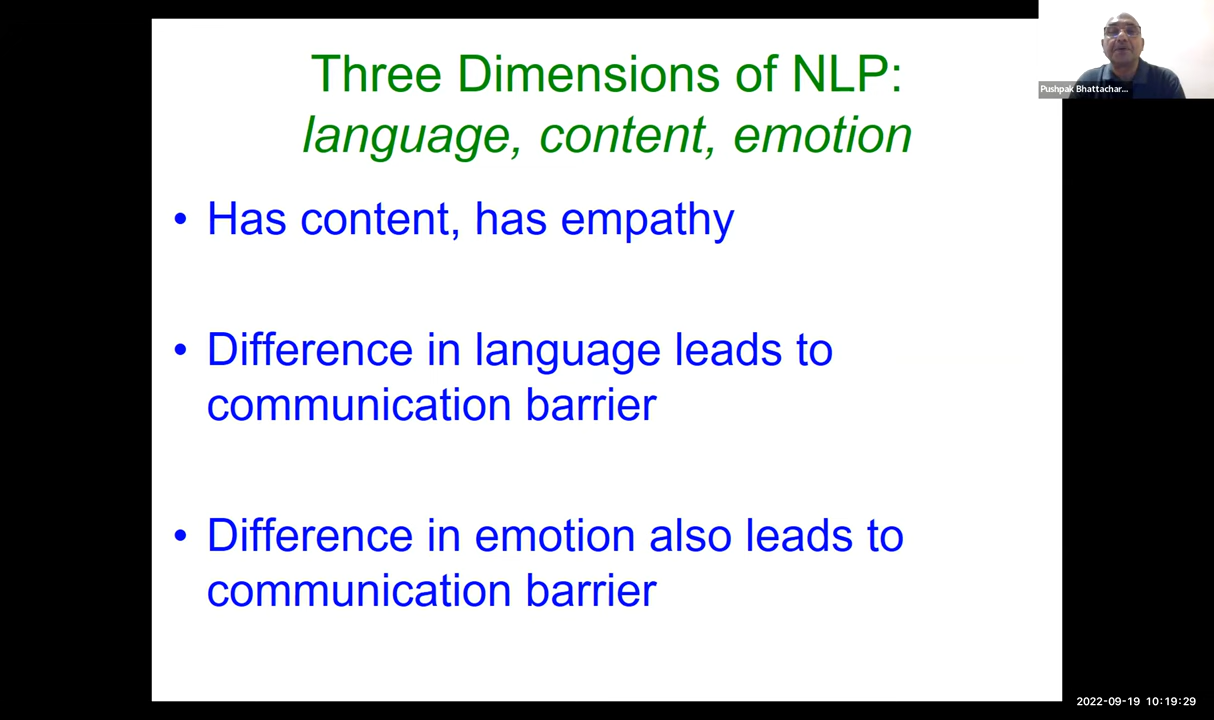 Three Dimensions of NLP:
language, content, emotion
• Has content, has empathy
• Difference in language leads to
communication barrier
• Difference in emotion also leads to
communication barrier
Pushpak Bhattachar...
2022-09-19 10:19:29